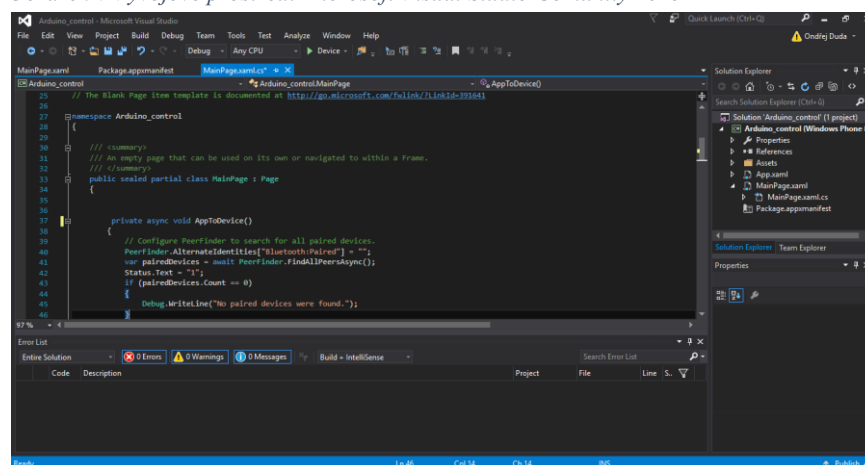 Arduino_control - Microsoft Visual Studio
Quick Launch (Ctrl+Q)
File Edit View Project Build Debug Team Tools Test Analyze Window Help
Ondřej Duda
Debug Any CPU Device
MainPage.xaml Package.appxmanifest MainPage.xaml.cs*
Arduino_control Arduino_control.MainPage AppToDevice()
25 // The Blank Page item template is documented at http://go.microsoft.com/fwlink/?LinkId=391641
26
27 namespace Arduino_control
28 {
29
30 /// <summary>
31 /// An empty page that can be used on its own or navigated to within a Frame.
32 /// </summary>
33 public sealed partial class MainPage : Page
34 {
35
36
37 private async void AppToDevice()
38 {
39 // Configure PeerFinder to search for all paired devices.
40 PeerFinder.AlternateIdentities["Bluetooth:Paired"] = "";
41 var pairedDevices = await PeerFinder.FindAllPeersAsync();
42 Status.Text = "1";
43 if (pairedDevices.Count == 0)
44 {
45 Debug.WriteLine("No paired devices were found.");
46 }
97 %
Solution Explorer
Search Solution Explorer (Ctrl+ů)
Solution 'Arduino_control' (1 project)
Arduino_control (Windows Phone
Properties
References
Assets
App.xaml
MainPage.xaml
MainPage.xaml.cs
Package.appxmanifest
Solution Explorer Team Explorer
Properties
Error List
Entire Solution 0 Errors 0 Warnings 0 Messages Build + IntelliSense Search Error List
Code Description Project File Line S..
Ready Ln 46 Col 14 Ch 14 INS Publish